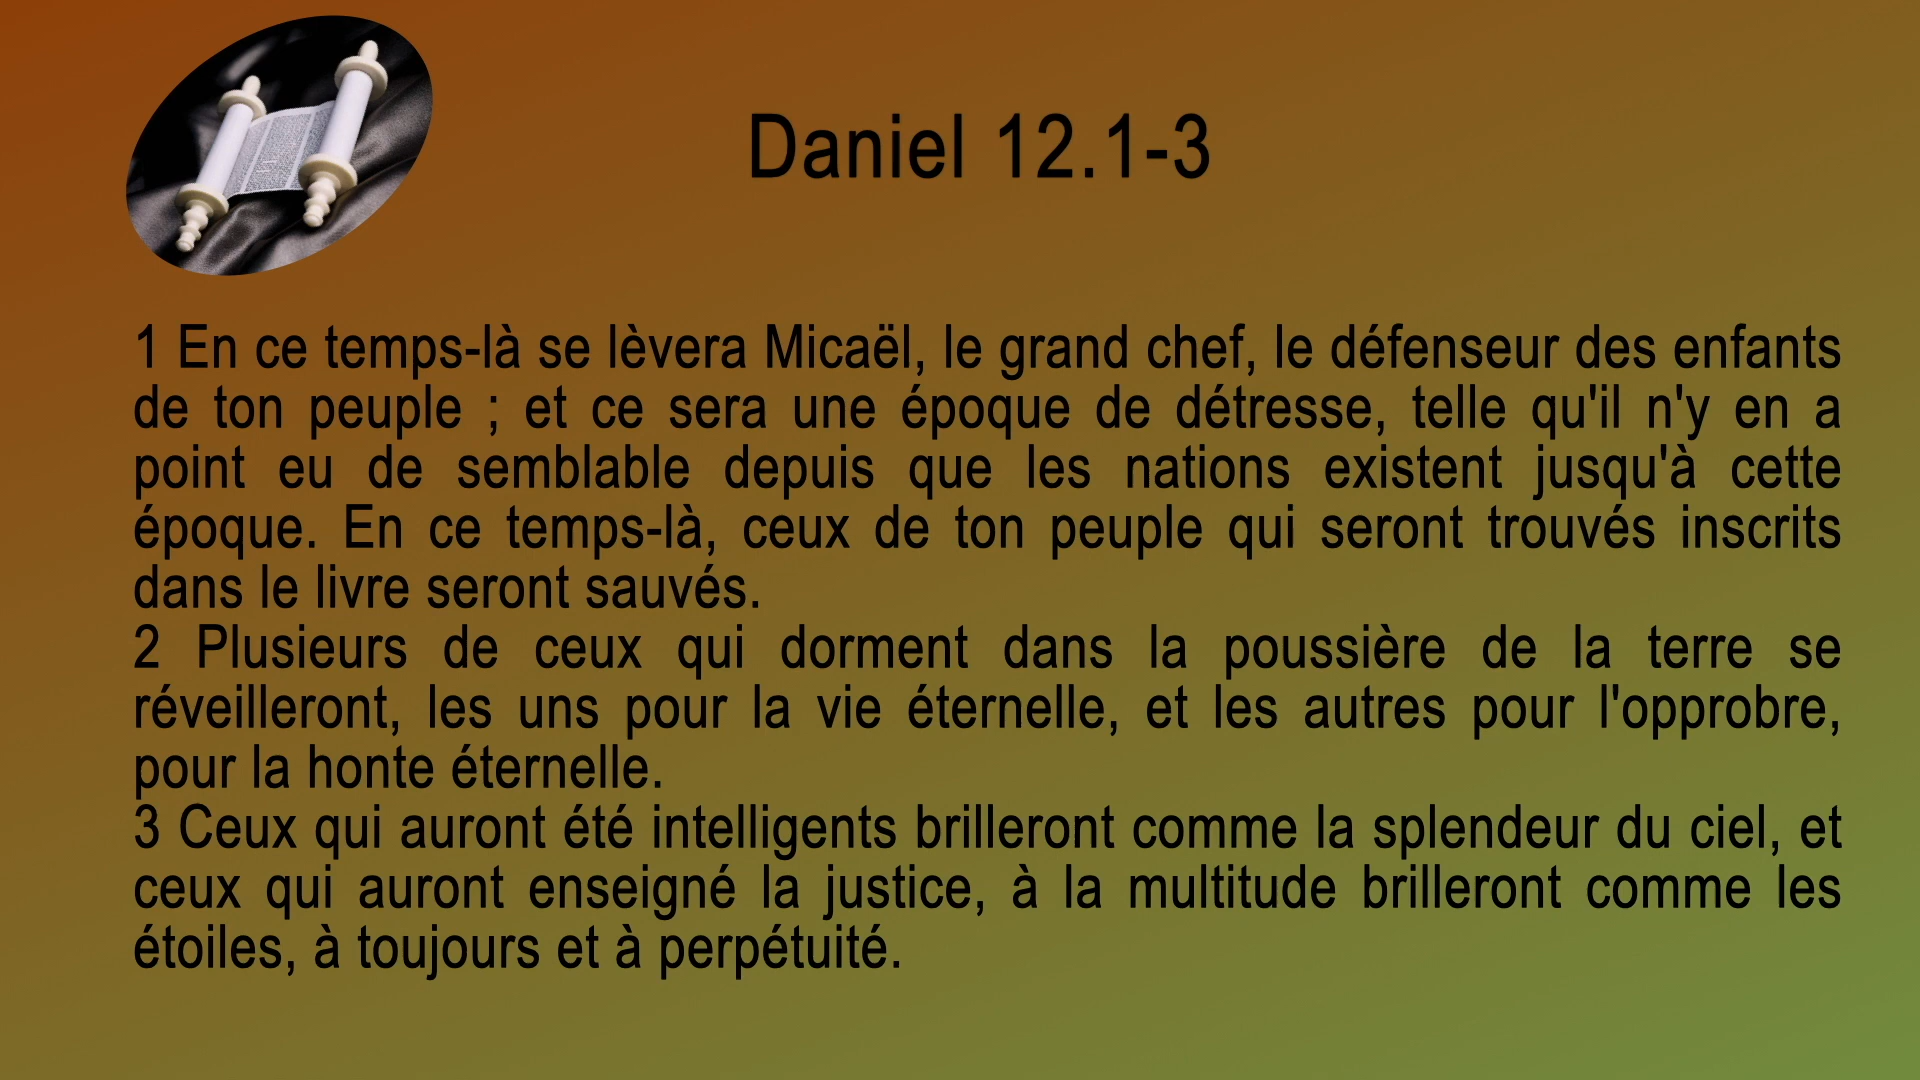 Daniel 12.1-3
1 En ce temps-là se lèvera Micaël, le grand chef, le défenseur des enfants
de ton peuple ; et ce sera une époque de détresse, telle qu'il n'y en a
point eu de semblable depuis que les nations existent jusqu'à cette
époque. En ce temps-là, ceux de ton peuple qui seront trouvés inscrits
dans le livre seront sauvés.
2 Plusieurs de ceux qui dorment dans la poussière de la terre se
réveilleront, les uns pour la vie éternelle, et les autres pour l'opprobre,
pour la honte éternelle.
3 Ceux qui auront été intelligents brilleront comme la splendeur du ciel, et
ceux qui auront enseigné la justice, à la multitude brilleront comme les
étoiles, à toujours et à perpétuité.